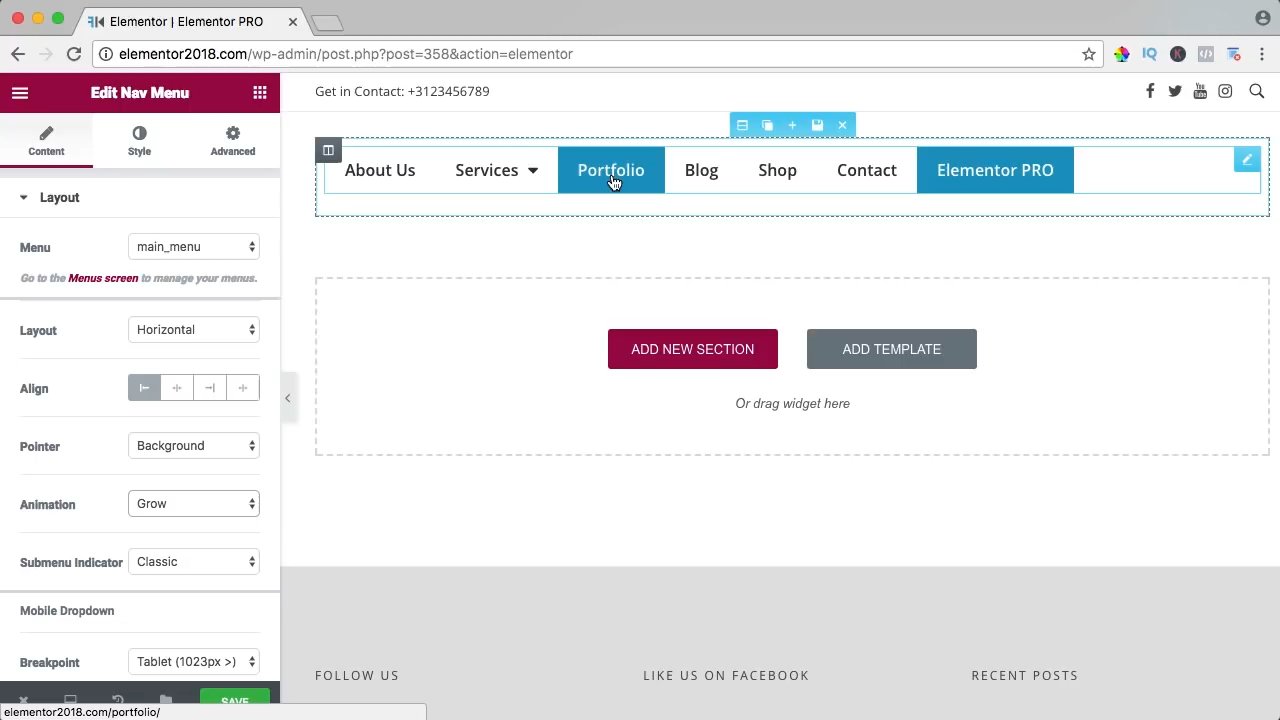 Elementor | Elementor PRO
elementor2018.com/wp-admin/post.php?post=358&action=elementor
Edit Nav Menu
Content
Style
Advanced
Layout
Menu
main_menu
Go to the Menus screen to manage your menus.
Layout
Horizontal
Align
Pointer
Background
Animation
Grow
Submenu Indicator
Classic
Mobile Dropdown
Breakpoint
Tablet (1023px >)
SAVE
elementor2018.com/portfolio/
Get in Contact: +3123456789
About Us
Services
Portfolio
Blog
Shop
Contact
Elementor PRO
ADD NEW SECTION
ADD TEMPLATE
Or drag widget here
FOLLOW US
LIKE US ON FACEBOOK
RECENT POSTS